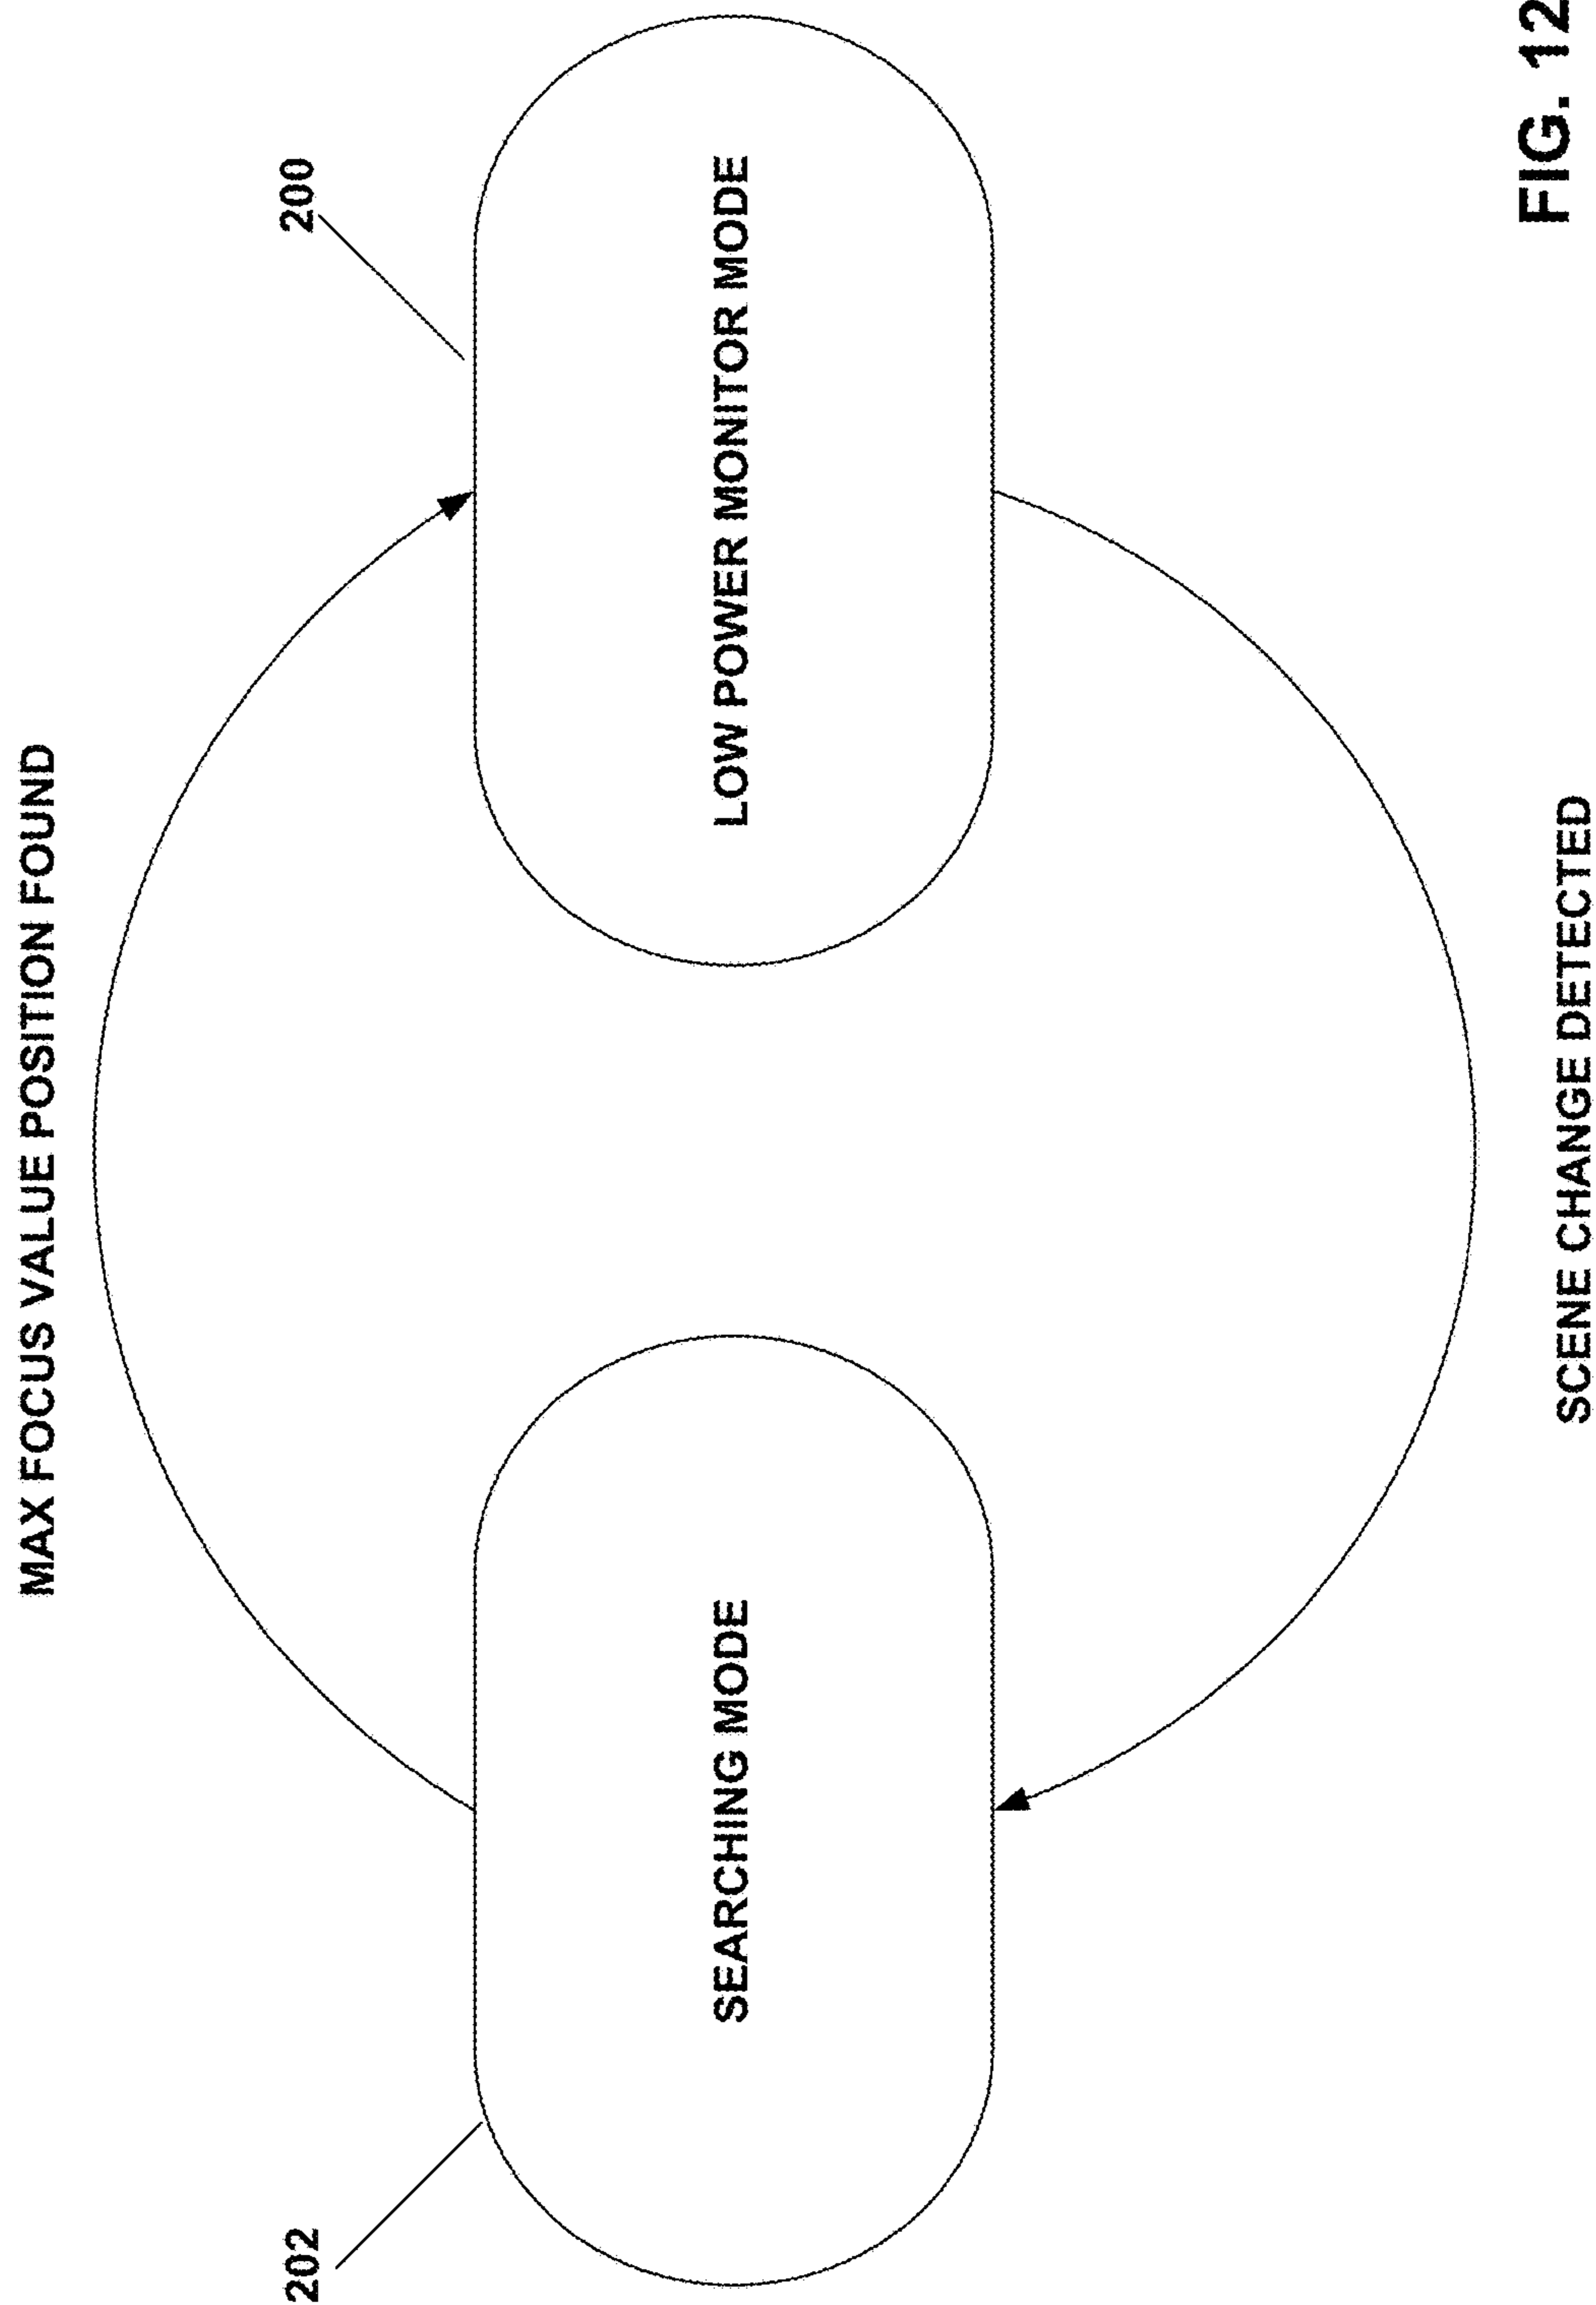 MAX FOCUS VALUE POSITION FOUND
202
200
SEARCHING MODE
LOW POWER MONITOR MODE
SCENE CHANGE DETECTED
FIG. 12